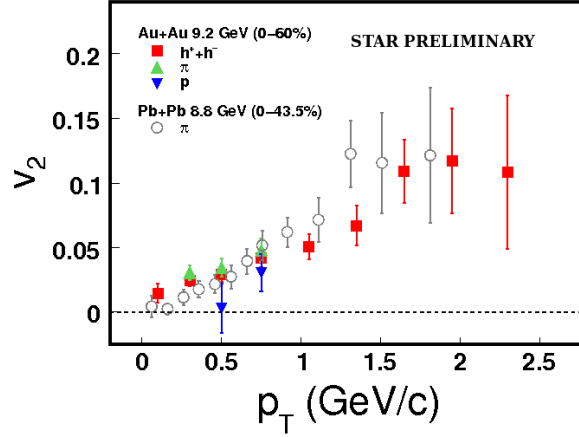 Au+Au 9.2 GeV (0-60%)
h⁺+h⁻
π
p
Pb+Pb 8.8 GeV (0-43.5%)
π
STAR PRELIMINARY
0.2
0.15
0.1
0.05
0
v₂
0 0.5 1 1.5 2 2.5
p_T (GeV/c)